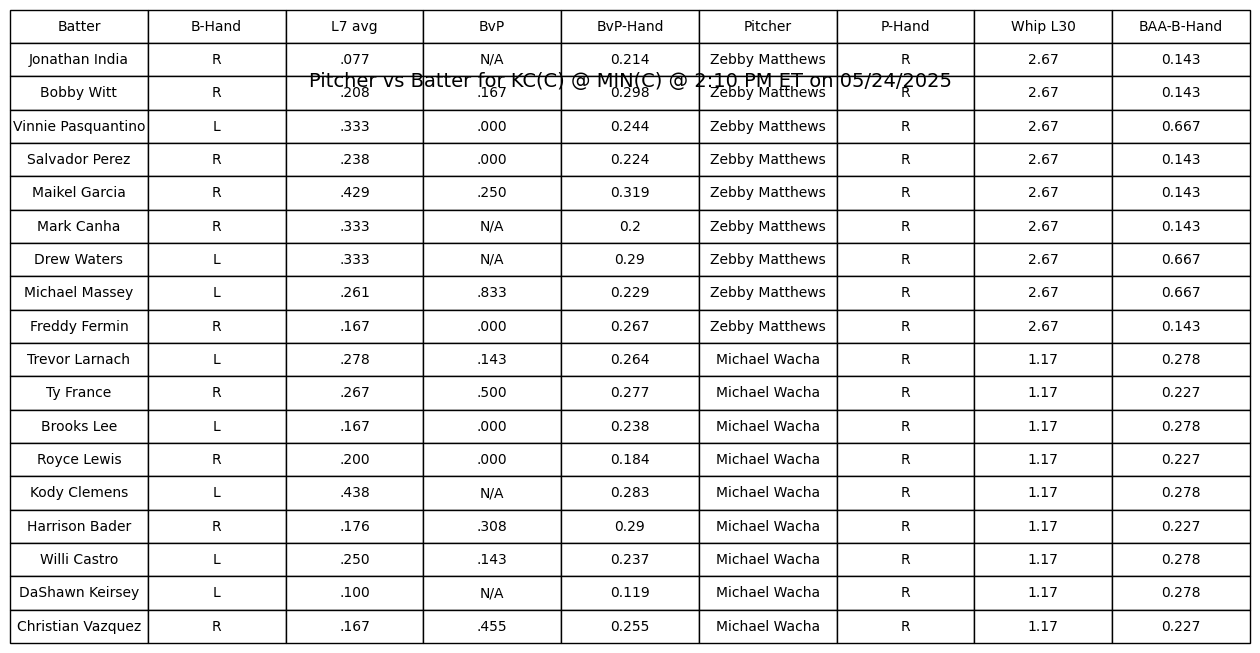 Batter B-Hand L7 avg BvP BvP-Hand Pitcher P-Hand Whip L30 BAA-B-Hand
Jonathan India R .077 N/A 0.214 Zebby Matthews R 2.67 0.143
Pitcher vs Batter for KC(C) @ MIN(C) @ 2:10 PM ET on 05/24/2025
Bobby Witt R .208 .167 0.298 Zebby Matthews R 2.67 0.143
Vinnie Pasquantino L .333 .000 0.244 Zebby Matthews R 2.67 0.667
Salvador Perez R .238 .000 0.224 Zebby Matthews R 2.67 0.143
Maikel Garcia R .429 .250 0.319 Zebby Matthews R 2.67 0.143
Mark Canha R .333 N/A 0.2 Zebby Matthews R 2.67 0.143
Drew Waters L .333 N/A 0.29 Zebby Matthews R 2.67 0.667
Michael Massey L .261 .833 0.229 Zebby Matthews R 2.67 0.667
Freddy Fermin R .167 .000 0.267 Zebby Matthews R 2.67 0.143
Trevor Larnach L .278 .143 0.264 Michael Wacha R 1.17 0.278
Ty France R .267 .500 0.277 Michael Wacha R 1.17 0.227
Brooks Lee L .167 .000 0.238 Michael Wacha R 1.17 0.278
Royce Lewis R .200 .000 0.184 Michael Wacha R 1.17 0.227
Kody Clemens L .438 N/A 0.283 Michael Wacha R 1.17 0.278
Harrison Bader R .176 .308 0.29 Michael Wacha R 1.17 0.227
Willi Castro L .250 .143 0.237 Michael Wacha R 1.17 0.278
DaShawn Keirsey L .100 N/A 0.119 Michael Wacha R 1.17 0.278
Christian Vazquez R .167 .455 0.255 Michael Wacha R 1.17 0.227